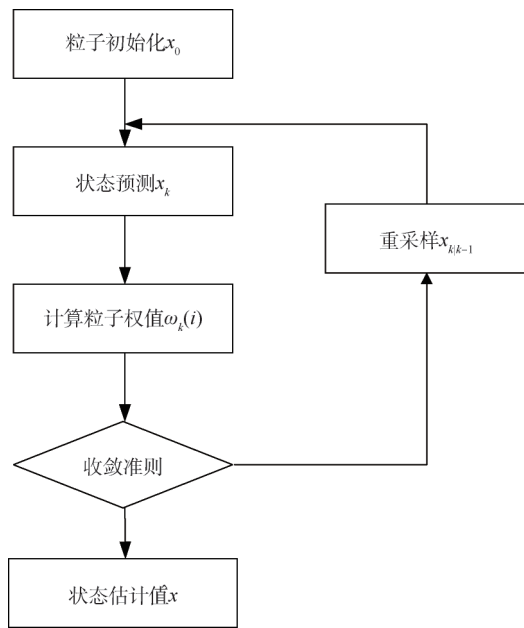 粒子初始化x₀
状态预测xₖ
重采样xₖ|ₖ₋₁
计算粒子权值ωₖ(i)
收敛准则
状态估计值x̂